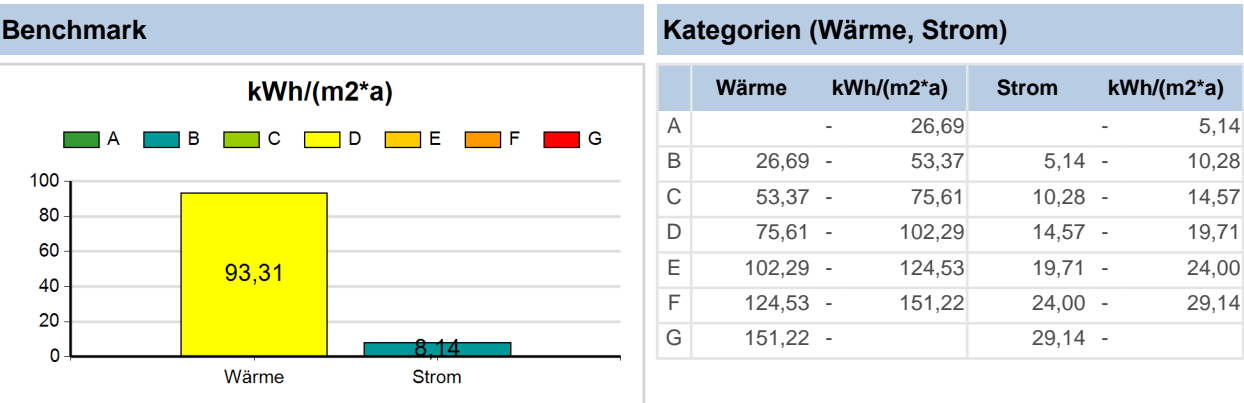 Benchmark
kWh/(m2*a)
A B C D E F G
100
80
60
40
20
0
93,31
8,14
Wärme Strom
Kategorien (Wärme, Strom)
Wärme kWh/(m2*a) Strom kWh/(m2*a)
A - 26,69 - 5,14
B 26,69 - 53,37 5,14 - 10,28
C 53,37 - 75,61 10,28 - 14,57
D 75,61 - 102,29 14,57 - 19,71
E 102,29 - 124,53 19,71 - 24,00
F 124,53 - 151,22 24,00 - 29,14
G 151,22 - 29,14 -